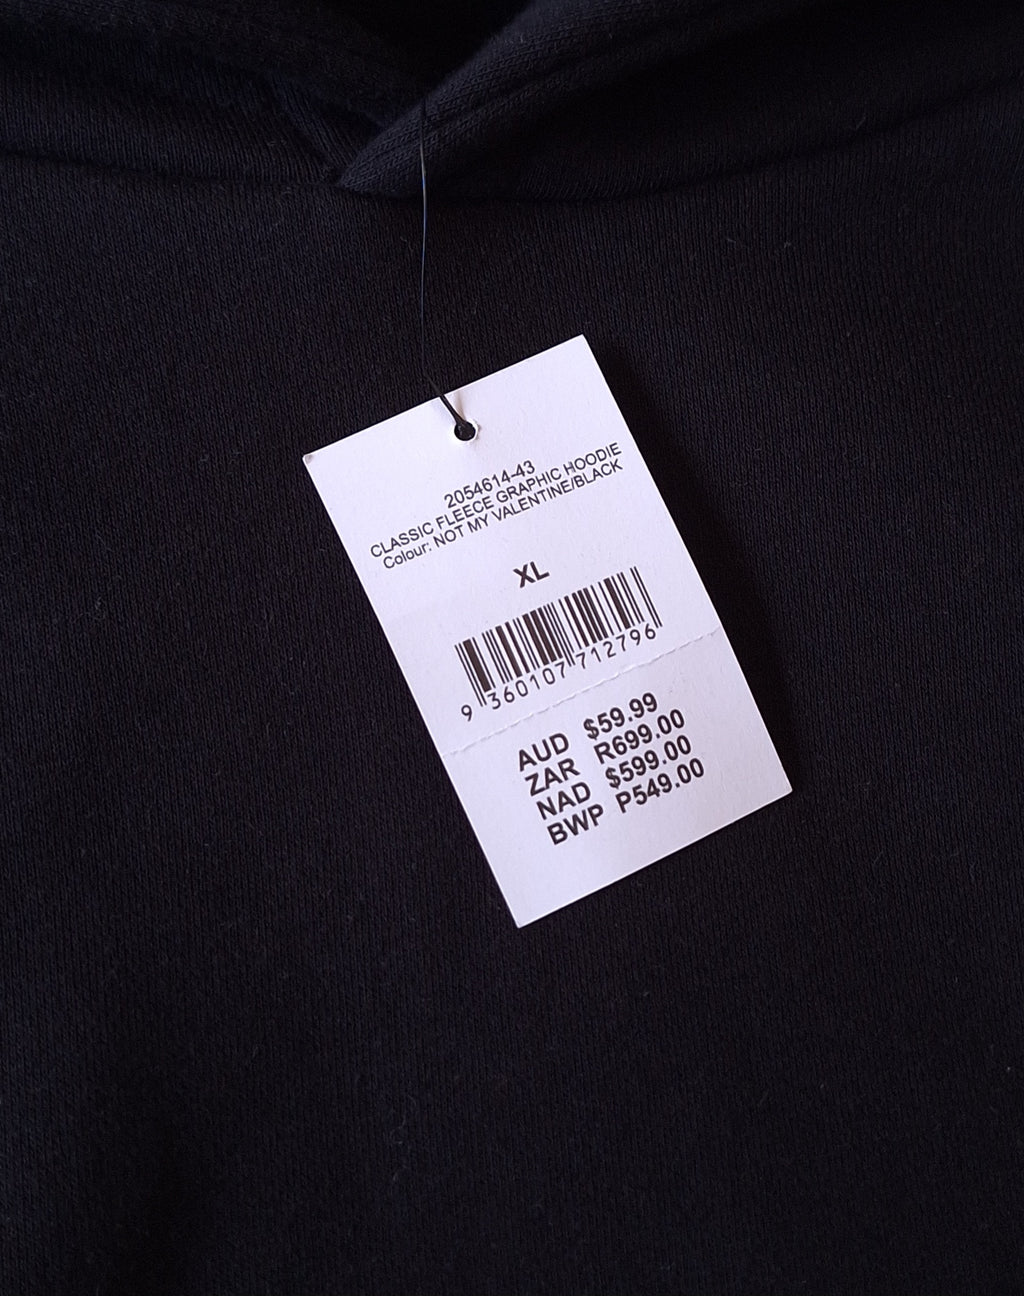 2054614-43
CLASSIC FLEECE GRAPHIC HOODIE
Colour: NOT MY VALENTINE/BLACK
XL
9 360107 712796
AUD $59.99
ZAR R699.00
NAD $599.00
BWP P549.00